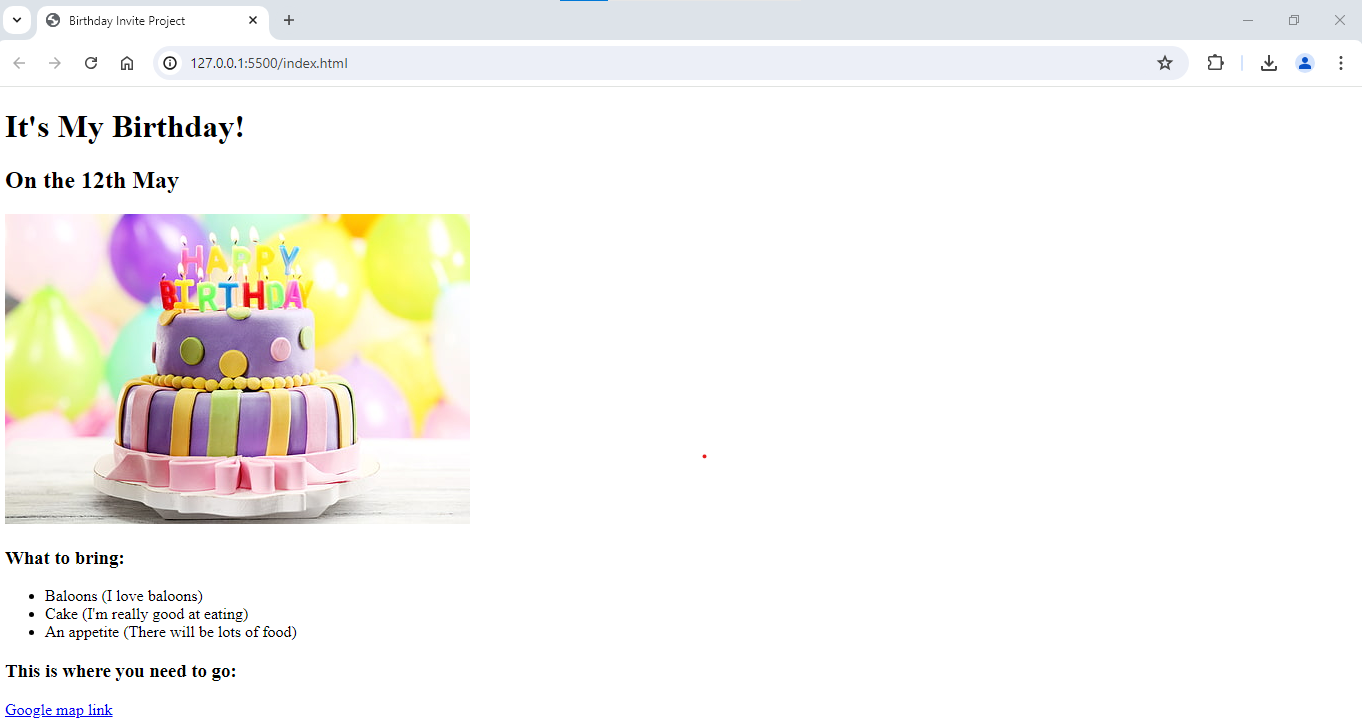 Birthday Invite Project
127.0.0.1:5500/index.html
It's My Birthday!
On the 12th May
HAPPY
BIRTHDAY
What to bring:
Baloons (I love baloons)
Cake (I'm really good at eating)
An appetite (There will be lots of food)
This is where you need to go:
Google map link